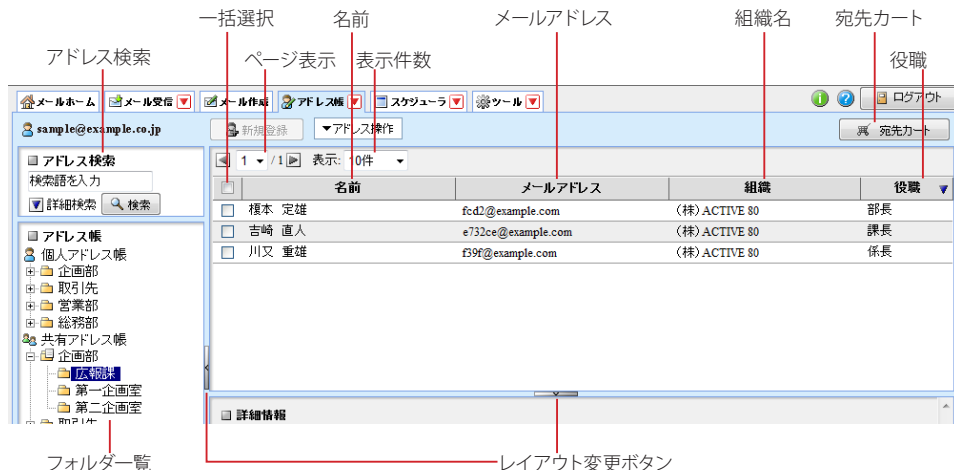 一括選択 名前 メールアドレス 組織名 宛先カート
アドレス検索 ページ表示 表示件数 役職
メールホーム メール受信 メール作成 アドレス帳 スケジューラ ツール ログアウト
sample@example.co.jp 新規登録 ▼アドレス操作 宛先カート
アドレス検索
1 /1 表示: 10件
検索語を入力
名前 メールアドレス 組織 役職
詳細検索 検索
榎本 定雄 fcd2@example.com (株) ACTIVE 80 部長
吉崎 直人 e732ce@example.com (株) ACTIVE 80 課長
川又 重雄 f39f@example.com (株) ACTIVE 80 係長
アドレス帳
個人アドレス帳
企画部
取引先
営業部
総務部
共有アドレス帳
企画部
広報課
第一企画室
第二企画室
取引先
詳細情報
フォルダ一覧 レイアウト変更ボタン